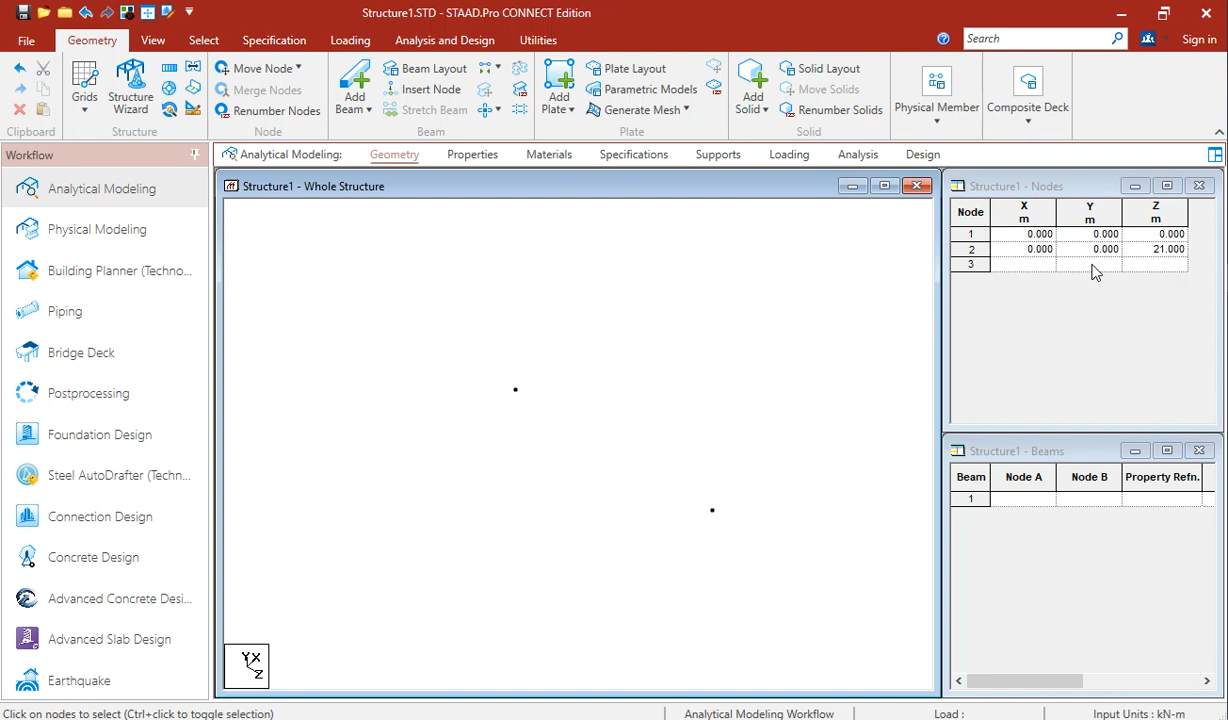 Structure1.STD - STAAD.Pro CONNECT Edition
File Geometry View Select Specification Loading Analysis and Design Utilities Search Sign in
Grids
Structure Wizard
Move Node
Merge Nodes
Renumber Nodes
Add Beam
Beam Layout
Insert Node
Stretch Beam
Add Plate
Plate Layout
Parametric Models
Generate Mesh
Add Solid
Solid Layout
Move Solids
Renumber Solids
Physical Member
Composite Deck
Clipboard Structure Node Beam Plate Solid
Workflow
Analytical Modeling: Geometry Properties Materials Specifications Supports Loading Analysis Design
Analytical Modeling
Physical Modeling
Building Planner (Techno...
Piping
Bridge Deck
Postprocessing
Foundation Design
Steel AutoDrafter (Techn...
Connection Design
Concrete Design
Advanced Concrete Desi...
Advanced Slab Design
Earthquake
Structure1 - Whole Structure
Y X
Z
Structure1 - Nodes
Node X m Y m Z m
1 0.000 0.000 0.000
2 0.000 0.000 21.000
3
Structure1 - Beams
Beam Node A Node B Property Refn.
1
Click on nodes to select (Ctrl+click to toggle selection) Analytical Modeling Workflow Load : Input Units : kN-m